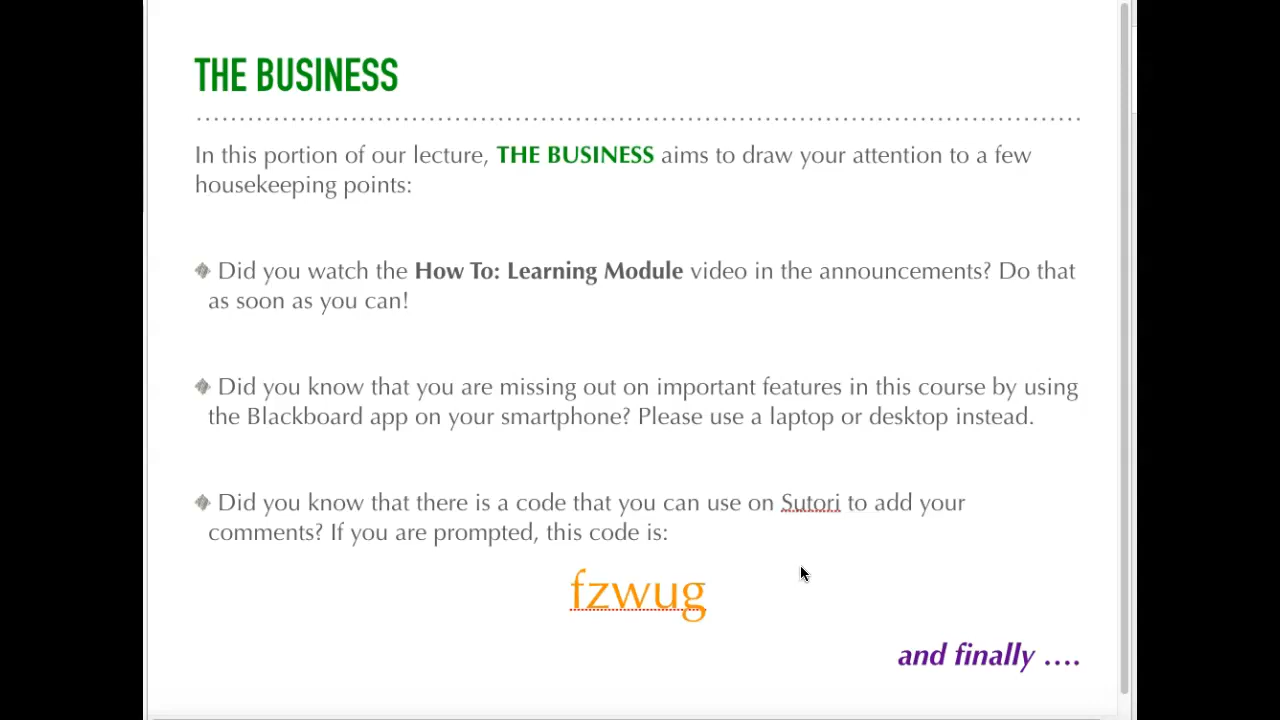 THE BUSINESS
In this portion of our lecture, THE BUSINESS aims to draw your attention to a few
housekeeping points:
Did you watch the How To: Learning Module video in the announcements? Do that
as soon as you can!
Did you know that you are missing out on important features in this course by using
the Blackboard app on your smartphone? Please use a laptop or desktop instead.
Did you know that there is a code that you can use on Sutori to add your
comments? If you are prompted, this code is:
fzwug
and finally ....